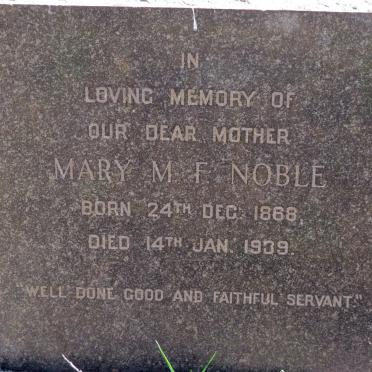 IN
LOVING MEMORY OF
OUR DEAR MOTHER
MARY M. F. NOBLE
BORN 24TH DEC. 1868
DIED 14TH JAN. 1939.
"WELL DONE GOOD AND FAITHFUL SERVANT."